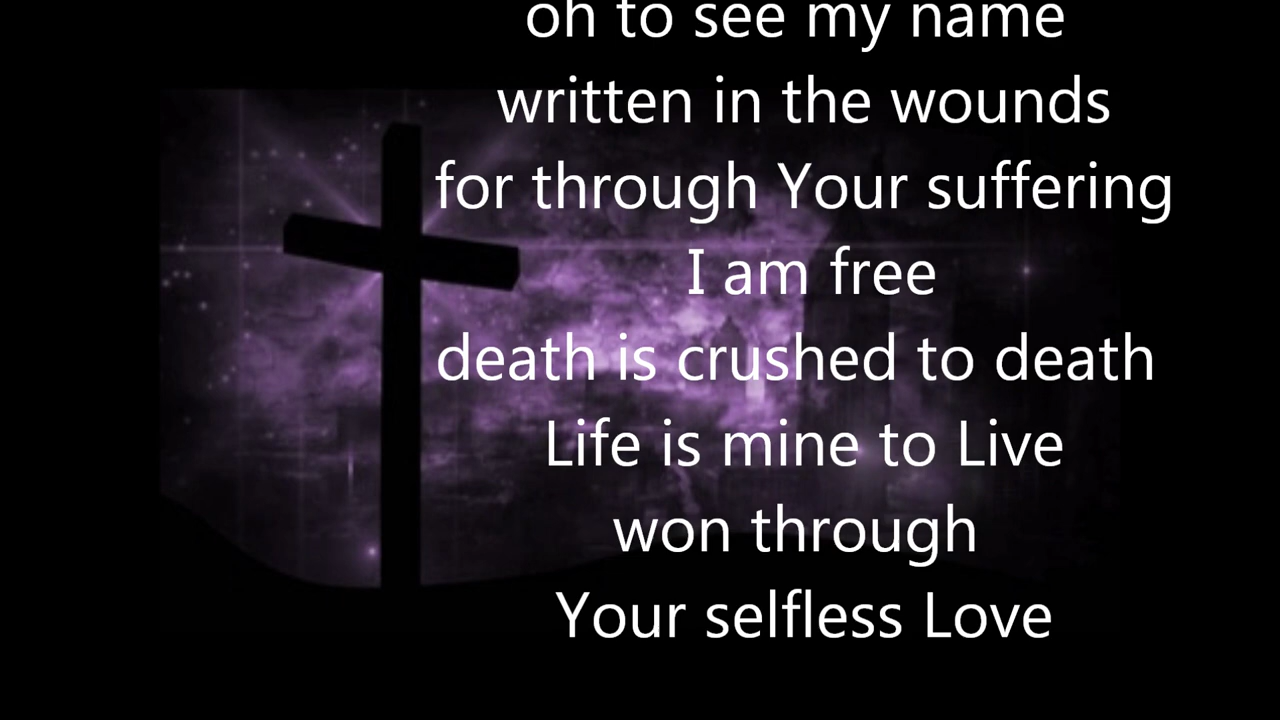 oh to see my name
written in the wounds
for through Your suffering
I am free
death is crushed to death
Life is mine to Live
won through
Your selfless Love